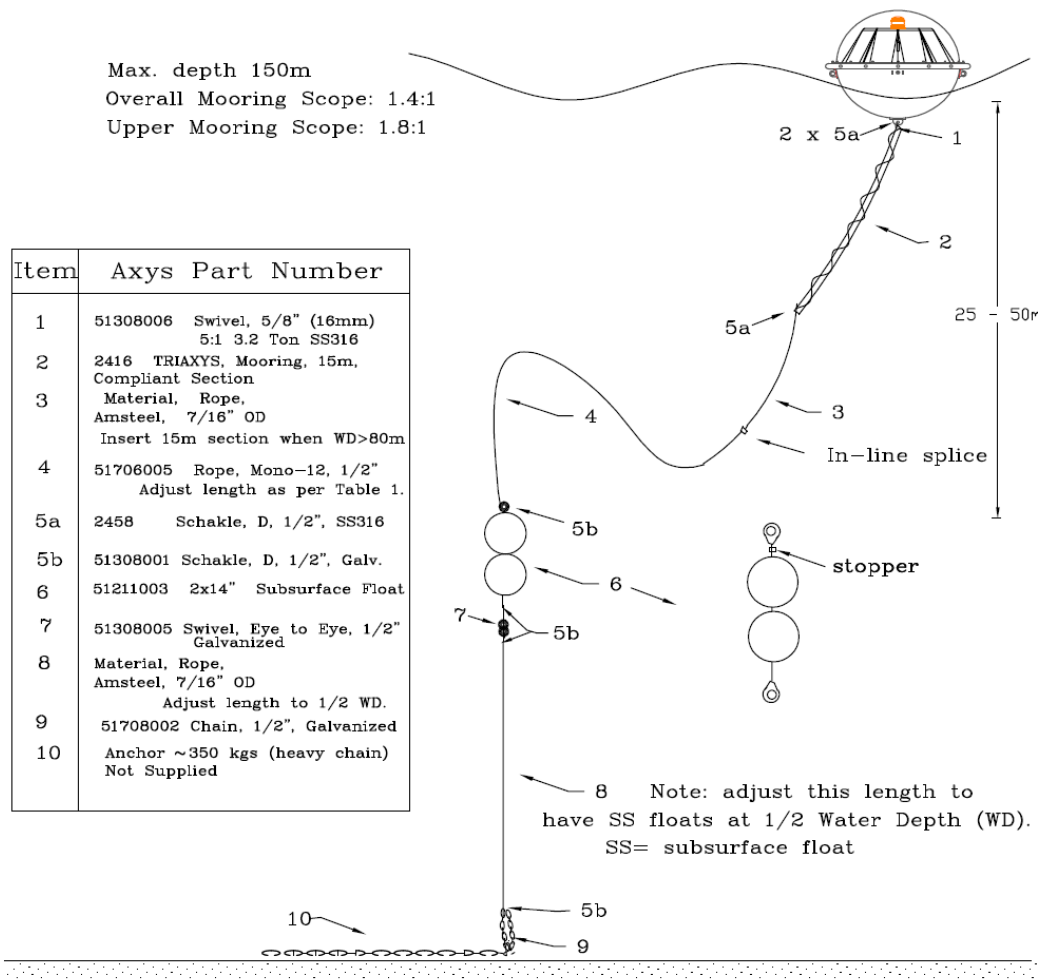 Max. depth 150m
Overall Mooring Scope: 1.4:1
Upper Mooring Scope: 1.8:1
2 x 5a
1
2
5a
25 - 50m
3
4
In-line splice
5b
stopper
6
7
5b
Item Axys Part Number
1 51308006 Swivel, 5/8" (16mm)
5:1 3.2 Ton SS316
2 2416 TRIAXYS, Mooring, 15m,
Compliant Section
3 Material, Rope,
Amsteel, 7/16" OD
Insert 15m section when WD>80m
4 51706005 Rope, Mono-12, 1/2"
Adjust length as per Table 1.
5a 2458 Schakle, D, 1/2", SS316
5b 51308001 Schakle, D, 1/2", Galv.
6 51211003 2x14" Subsurface Float
7 51308005 Swivel, Eye to Eye, 1/2"
Galvanized
8 Material, Rope,
Amsteel, 7/16" OD
Adjust length to 1/2 WD.
9 51708002 Chain, 1/2", Galvanized
10 Anchor ~350 kgs (heavy chain)
Not Supplied
8 Note: adjust this length to
have SS floats at 1/2 Water Depth (WD).
SS= subsurface float
5b
10
9